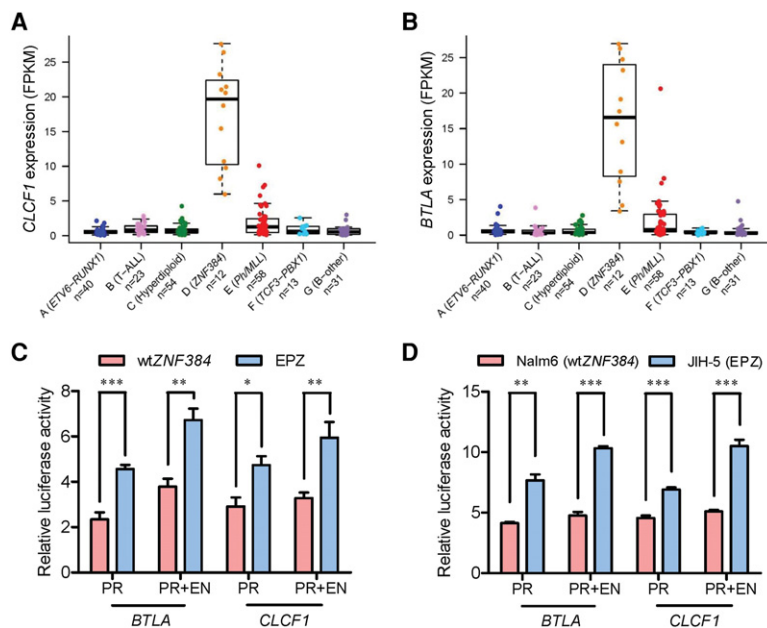 A
CLCF1 expression (FPKM)
25
20
15
10
5
0
A (ETV6-RUNX1)
n=40
B (T-ALL)
n=23
C (Hyperdiploid)
n=54
D (ZNF384)
n=12
E (Ph/MLL)
n=58
F (TCF3-PBX1)
n=13
G (B-other)
n=31
B
BTLA expression (FPKM)
25
20
15
10
5
0
A (ETV6-RUNX1)
n=40
B (T-ALL)
n=23
C (Hyperdiploid)
n=54
D (ZNF384)
n=12
E (Ph/MLL)
n=58
F (TCF3-PBX1)
n=13
G (B-other)
n=31
C
wtZNF384 EPZ
Relative luciferase activity
8
6
4
2
0
*** ** * **
PR PR+EN PR PR+EN
BTLA CLCF1
D
Nalm6 (wtZNF384) JIH-5 (EPZ)
Relative luciferase activity
15
10
5
0
** *** *** ***
PR PR+EN PR PR+EN
BTLA CLCF1